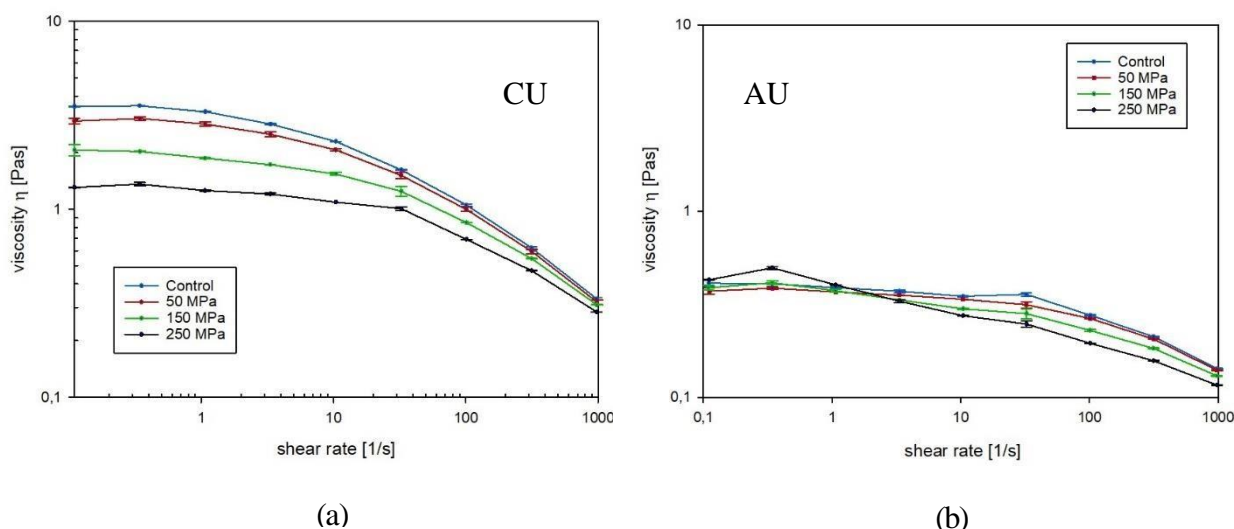 10
viscosity η [Pas]
1
0,1
CU
Control
50 MPa
150 MPa
250 MPa
1
10
100
1000
shear rate [1/s]
(a)
10
viscosity η [Pas]
1
0,1
AU
Control
50 MPa
150 MPa
250 MPa
0,1
1
10
100
1000
shear rate [1/s]
(b)